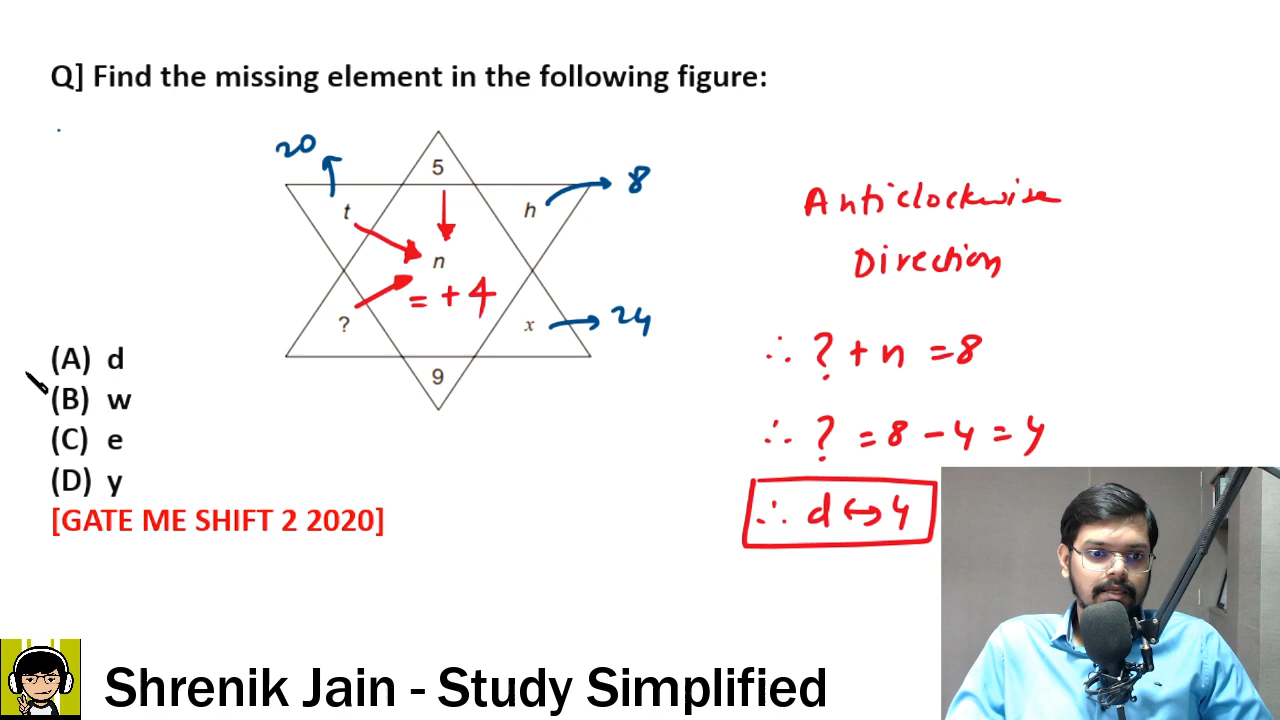 Q] Find the missing element in the following figure:
20
5
8
t
h
n
= + 4
?
x
24
9
Anticlockwise
Direction
∴ ? + n = 8
∴ ? = 8 - 4 = 4
∴ d ↔ 4
(A) d
(B) w
(C) e
(D) y
[GATE ME SHIFT 2 2020]
Shrenik Jain - Study Simplified